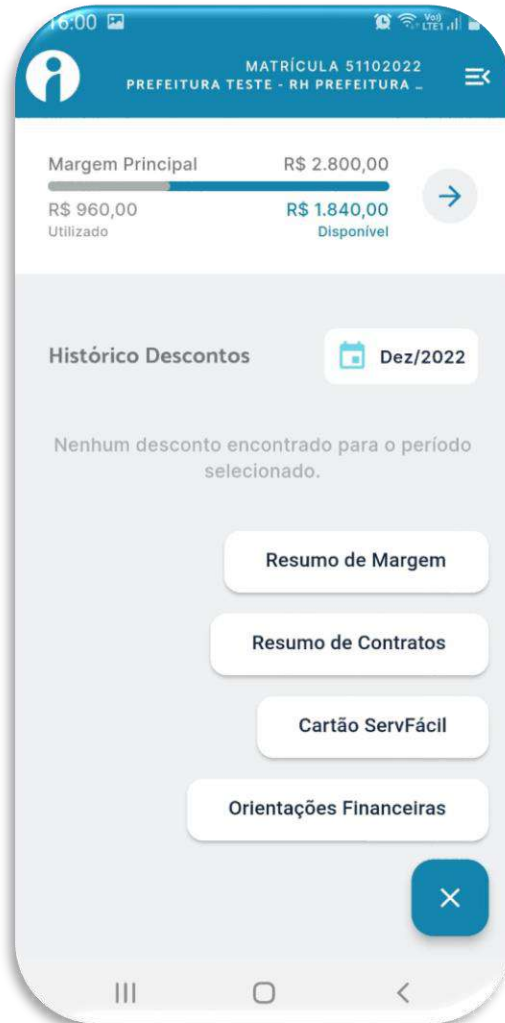 16:00
Vo))
LTE1
MATRÍCULA 51102022
PREFEITURA TESTE - RH PREFEITURA _
Margem Principal R$ 2.800,00
R$ 960,00 R$ 1.840,00
Utilizado Disponível
Histórico Descontos Dez/2022
Nenhum desconto encontrado para o período
selecionado.
Resumo de Margem
Resumo de Contratos
Cartão ServFácil
Orientações Financeiras